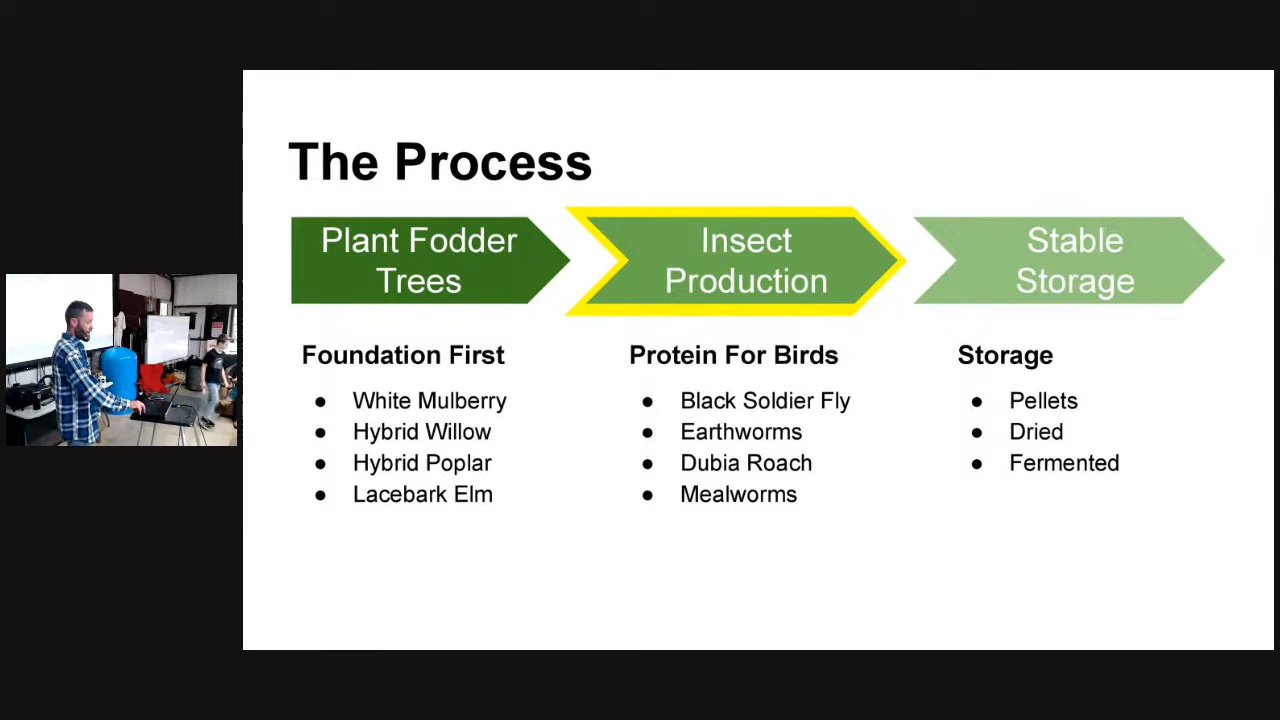 The Process
Plant Fodder
Trees
Insect
Production
Stable
Storage
Foundation First
● White Mulberry
● Hybrid Willow
● Hybrid Poplar
● Lacebark Elm
Protein For Birds
● Black Soldier Fly
● Earthworms
● Dubia Roach
● Mealworms
Storage
● Pellets
● Dried
● Fermented